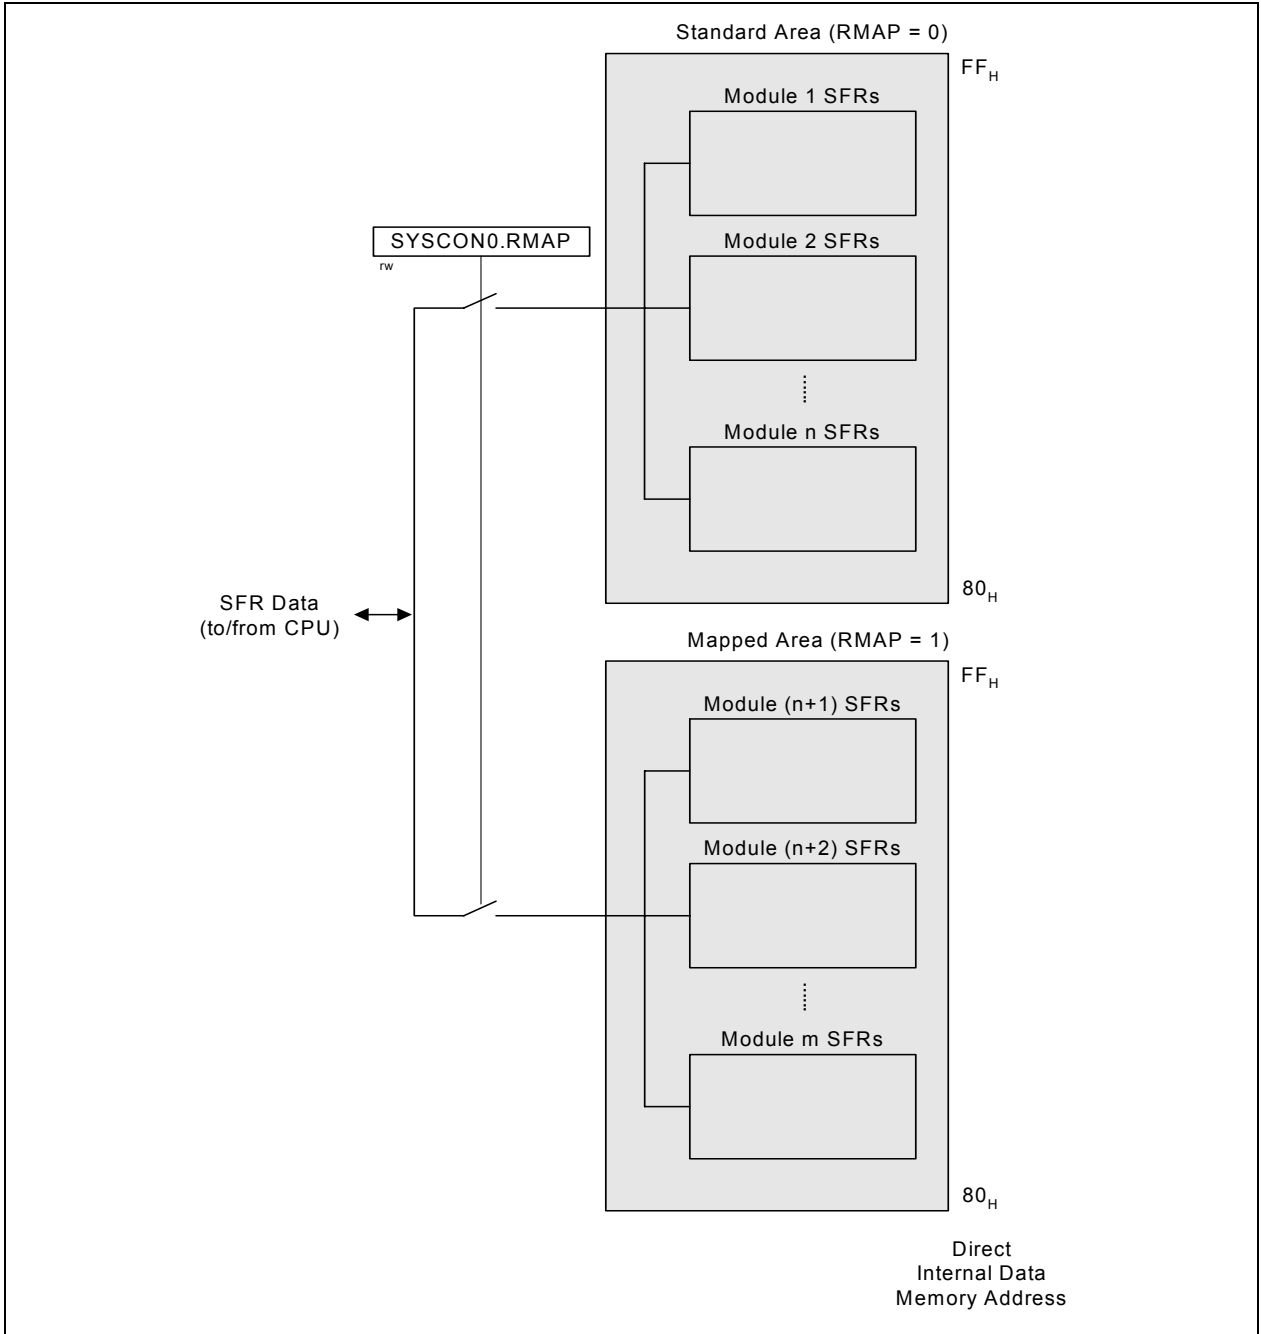 Standard Area (RMAP = 0)
FFH
Module 1 SFRs
SYSCON0.RMAP
rw
Module 2 SFRs
Module n SFRs
80H
SFR Data
(to/from CPU)
Mapped Area (RMAP = 1)
FFH
Module (n+1) SFRs
Module (n+2) SFRs
Module m SFRs
80H
Direct
Internal Data
Memory Address